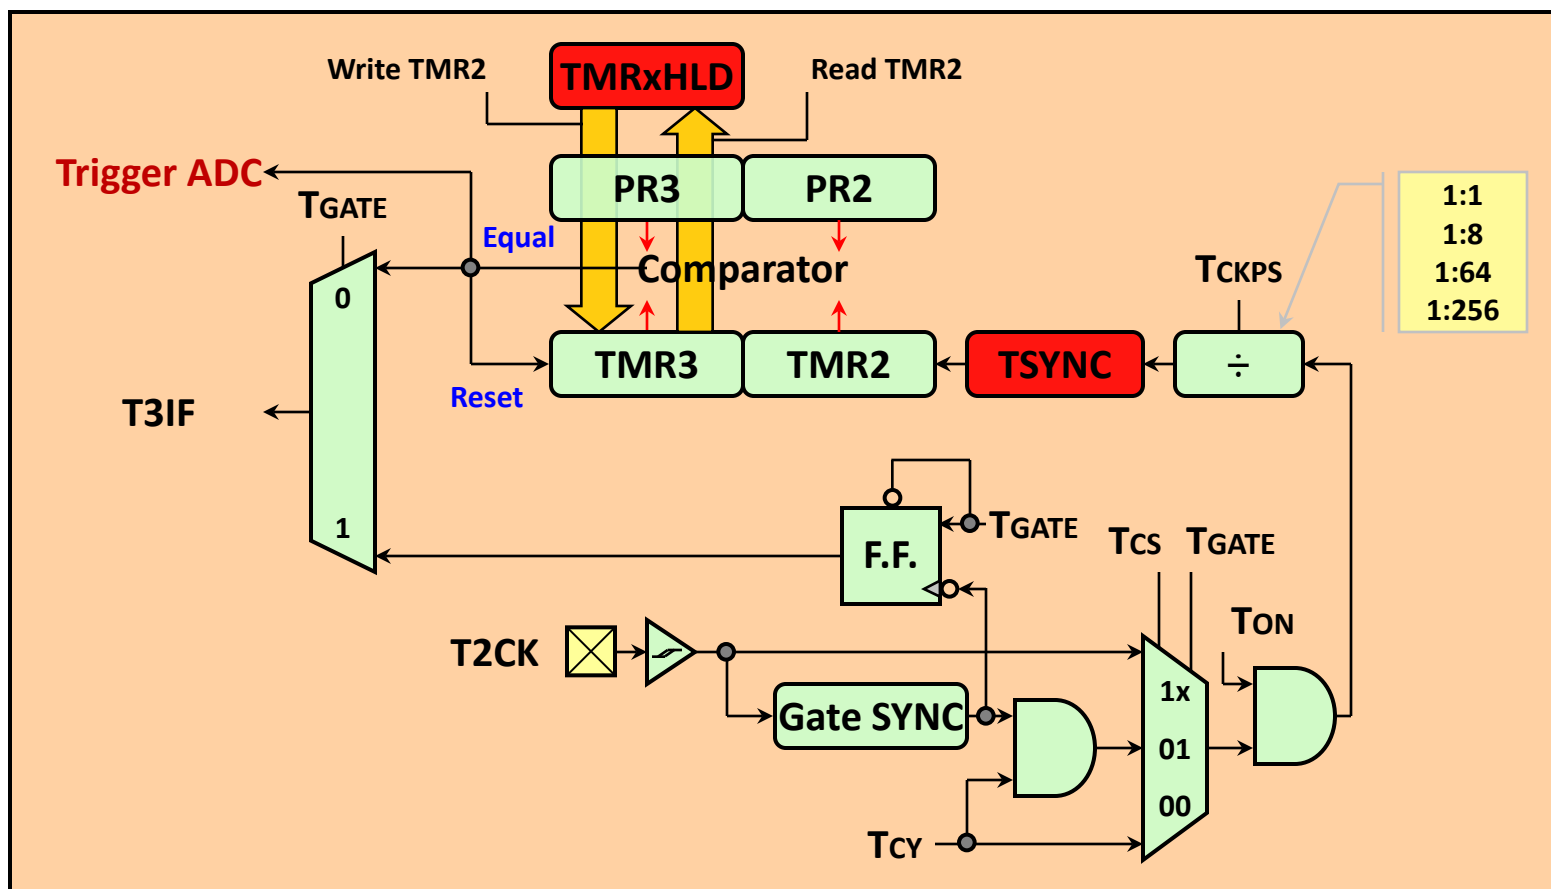 Write TMR2
TMRxHLD
Read TMR2
Trigger ADC
TGATE
PR3
PR2
1:1
1:8
1:64
1:256
Equal
Comparator
TCKPS
0
TMR3
TMR2
TSYNC
÷
Reset
T3IF
1
F.F.
TGATE
TCS
TGATE
TON
T2CK
1x
Gate SYNC
01
00
TCY